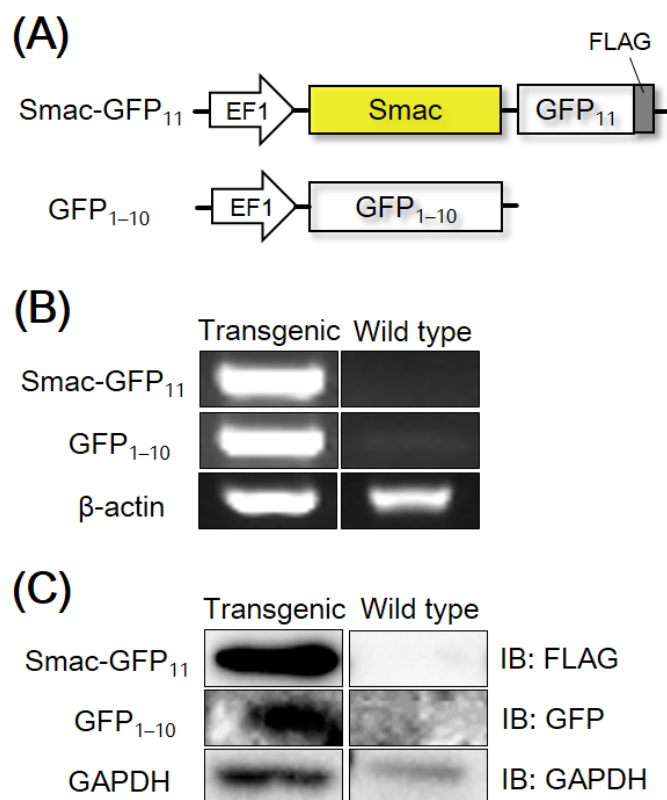 (A)
FLAG
Smac-GFP₁₁ EF1 Smac GFP₁₁
GFP₁–₁₀ EF1 GFP₁–₁₀
(B)
Transgenic Wild type
Smac-GFP₁₁
GFP₁–₁₀
β-actin
(C)
Transgenic Wild type
Smac-GFP₁₁ IB: FLAG
GFP₁–₁₀ IB: GFP
GAPDH IB: GAPDH